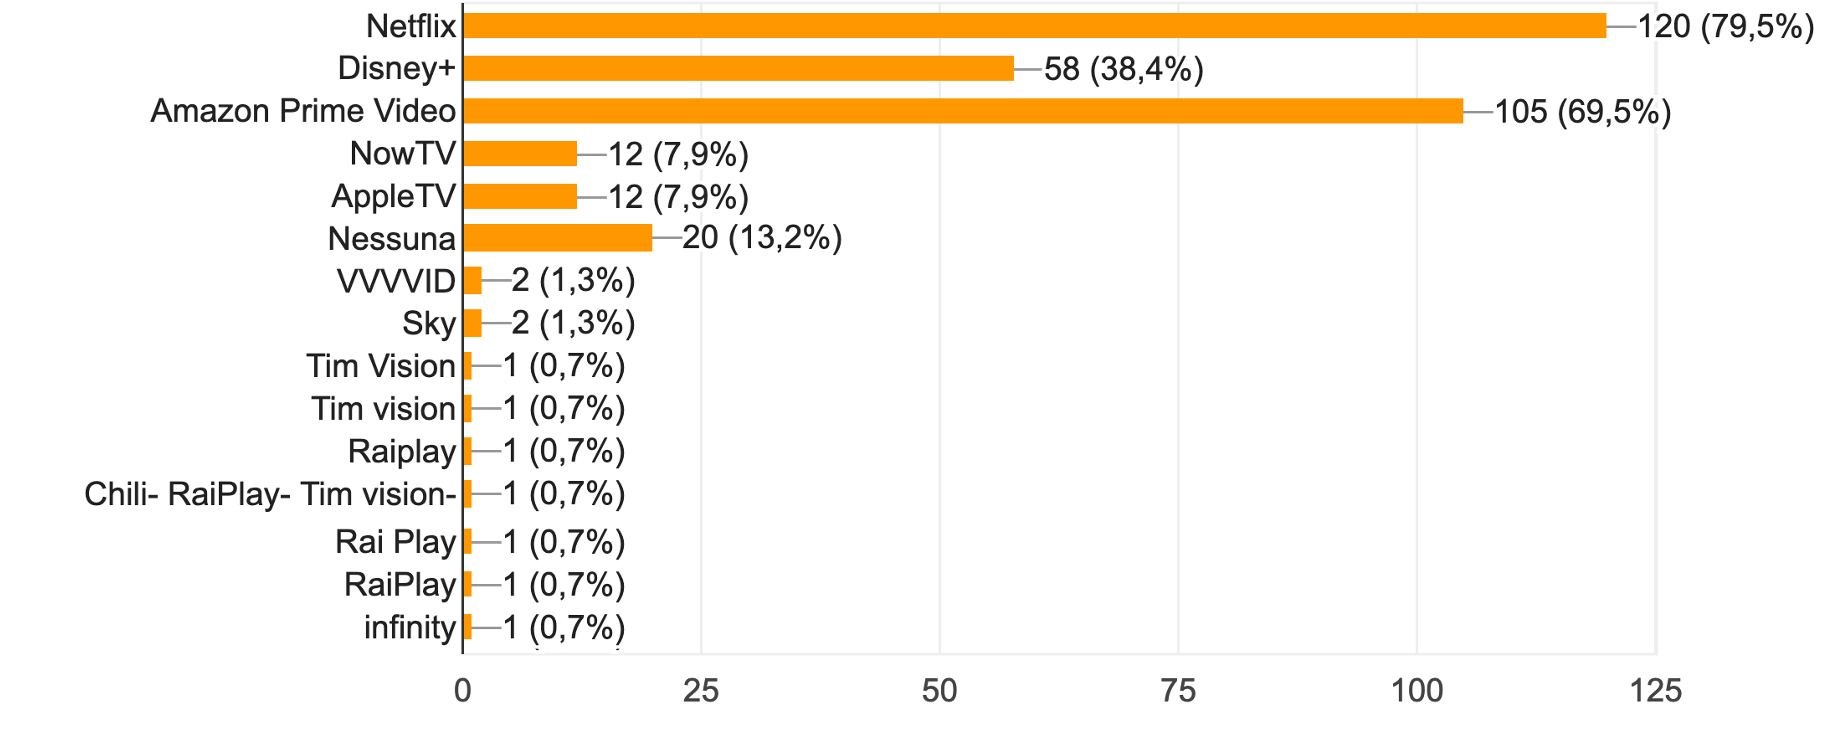 Netflix 120 (79,5%)
Disney+ 58 (38,4%)
Amazon Prime Video 105 (69,5%)
NowTV 12 (7,9%)
AppleTV 12 (7,9%)
Nessuna 20 (13,2%)
VVVVID 2 (1,3%)
Sky 2 (1,3%)
Tim Vision 1 (0,7%)
Tim vision 1 (0,7%)
Raiplay 1 (0,7%)
Chili- RaiPlay- Tim vision- 1 (0,7%)
Rai Play 1 (0,7%)
RaiPlay 1 (0,7%)
infinity 1 (0,7%)
0 25 50 75 100 125